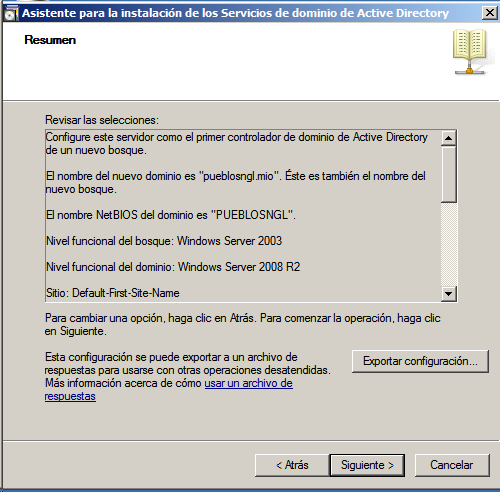 Asistente para la instalación de los Servicios de dominio de Active Directory
Resumen
Revisar las selecciones:
Configure este servidor como el primer controlador de dominio de Active Directory
de un nuevo bosque.
El nombre del nuevo dominio es "pueblosngl.mio". Éste es también el nombre del
nuevo bosque.
El nombre NetBIOS del dominio es "PUEBLOSNGL".
Nivel funcional del bosque: Windows Server 2003
Nivel funcional del dominio: Windows Server 2008 R2
Sitio: Default-First-Site-Name
Para cambiar una opción, haga clic en Atrás. Para comenzar la operación, haga clic
en Siguiente.
Esta configuración se puede exportar a un archivo de
respuestas para usarse con otras operaciones desatendidas.
Más información acerca de cómo usar un archivo de
respuestas
Exportar configuración...
< Atrás
Siguiente >
Cancelar